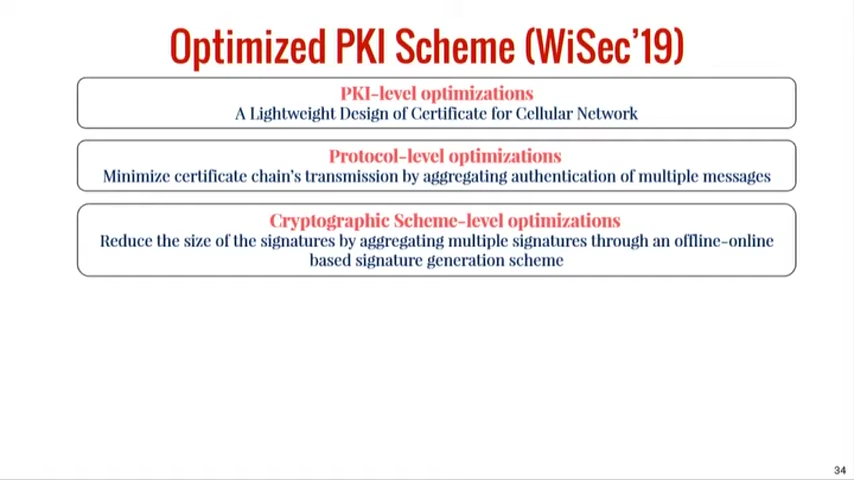 Optimized PKI Scheme (WiSec’19)
PKI-level optimizations
A Lightweight Design of Certificate for Cellular Network
Protocol-level optimizations
Minimize certificate chain’s transmission by aggregating authentication of multiple messages
Cryptographic Scheme-level optimizations
Reduce the size of the signatures by aggregating multiple signatures through an offline-online
based signature generation scheme
34